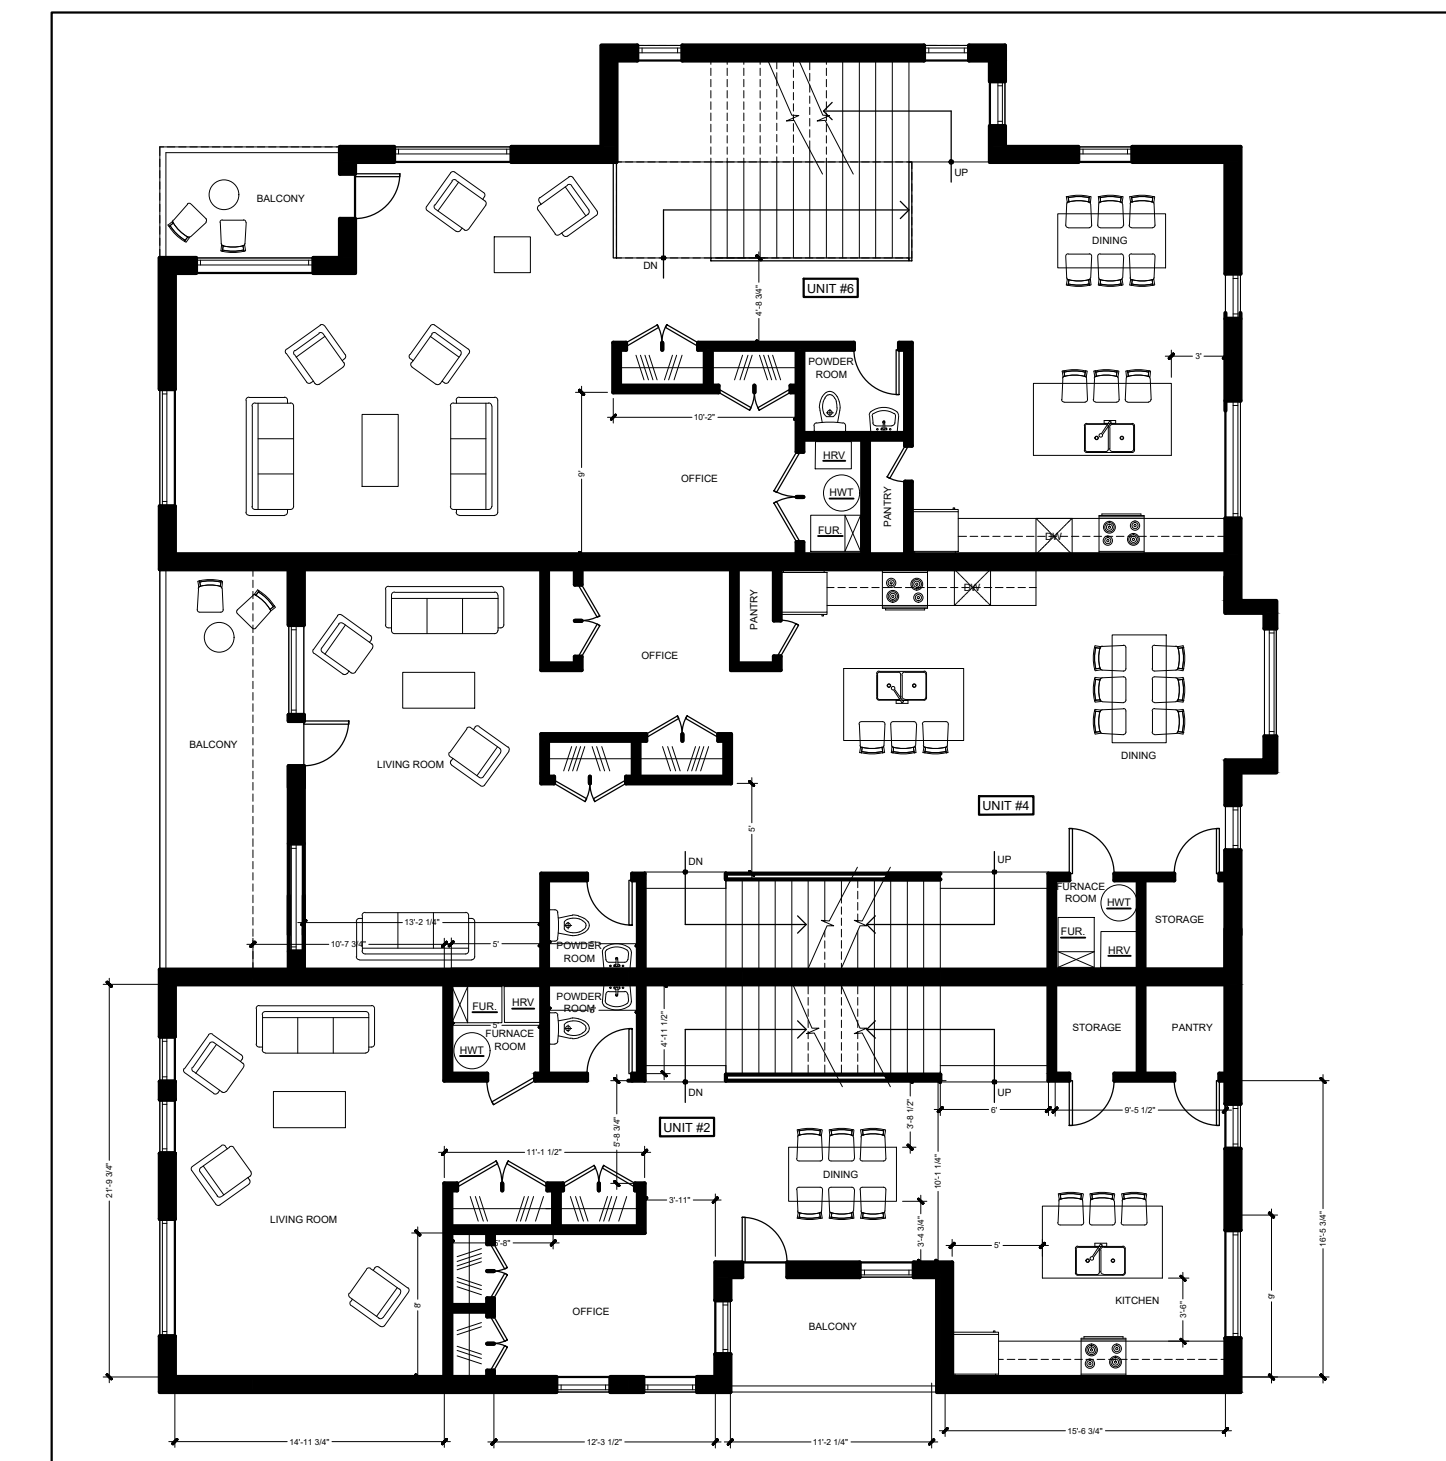 BALCONY
UP
DINING
DN
UNIT #6
4'-8 3/4"
POWDER
ROOM
3'
10'-2"
HRV
OFFICE
9'
HWT
PANTRY
FUR.
DW
PANTRY
DW
OFFICE
BALCONY
LIVING ROOM
DINING
UNIT #4
5'
DN
UP
FURNACE
ROOM
HWT
STORAGE
13'-2 1/4"
10'-7 3/4"
5'
POWDER
ROOM
FUR.
HRV
FUR.
HRV
POWDER
ROOM
5'
FURNACE
ROOM
HWT
4'-11 1/2"
STORAGE
PANTRY
DN
UP
UNIT #2
5'-8 3/4"
3'-8 1/2"
6'
9'-5 1/2"
11'-1 1/2"
DINING
10'-1 1/4"
21'-9 3/4"
3'-11"
LIVING ROOM
3'-4 3/4"
5'
16'-5 3/4"
8'
OFFICE
BALCONY
KITCHEN
3'-6"
9'
14'-11 3/4"
12'-3 1/2"
11'-2 1/4"
15'-6 3/4"